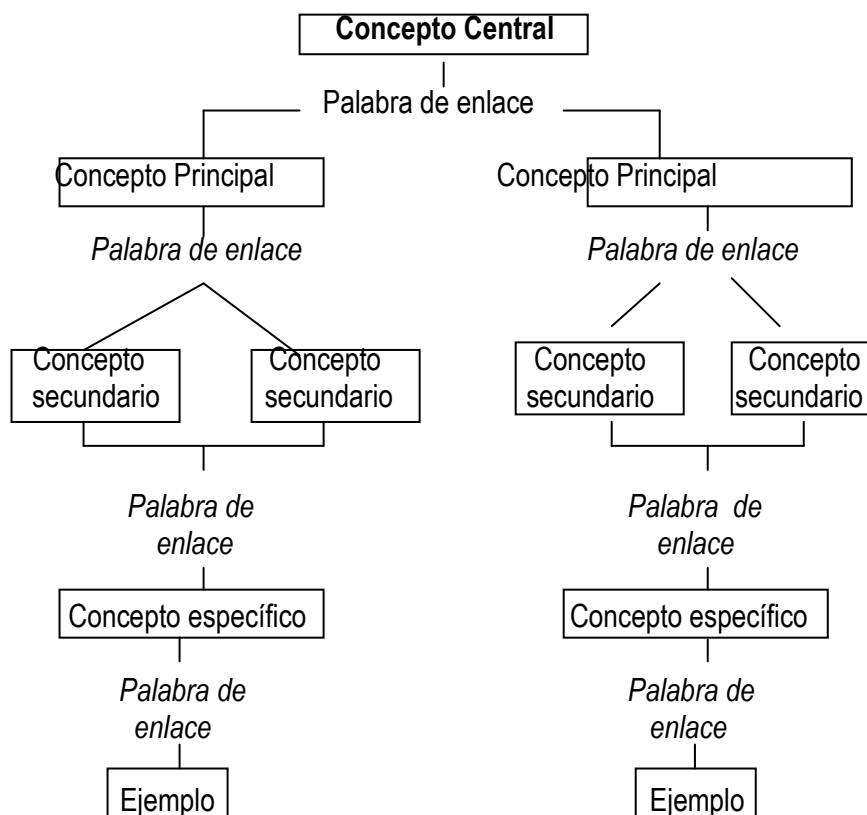 Concepto Central
Palabra de enlace
Concepto Principal
Concepto Principal
Palabra de enlace
Palabra de enlace
Concepto
secundario
Concepto
secundario
Concepto
secundario
Concepto
secundario
Palabra de
enlace
Palabra de
enlace
Concepto específico
Concepto específico
Palabra de
enlace
Palabra de
enlace
Ejemplo
Ejemplo